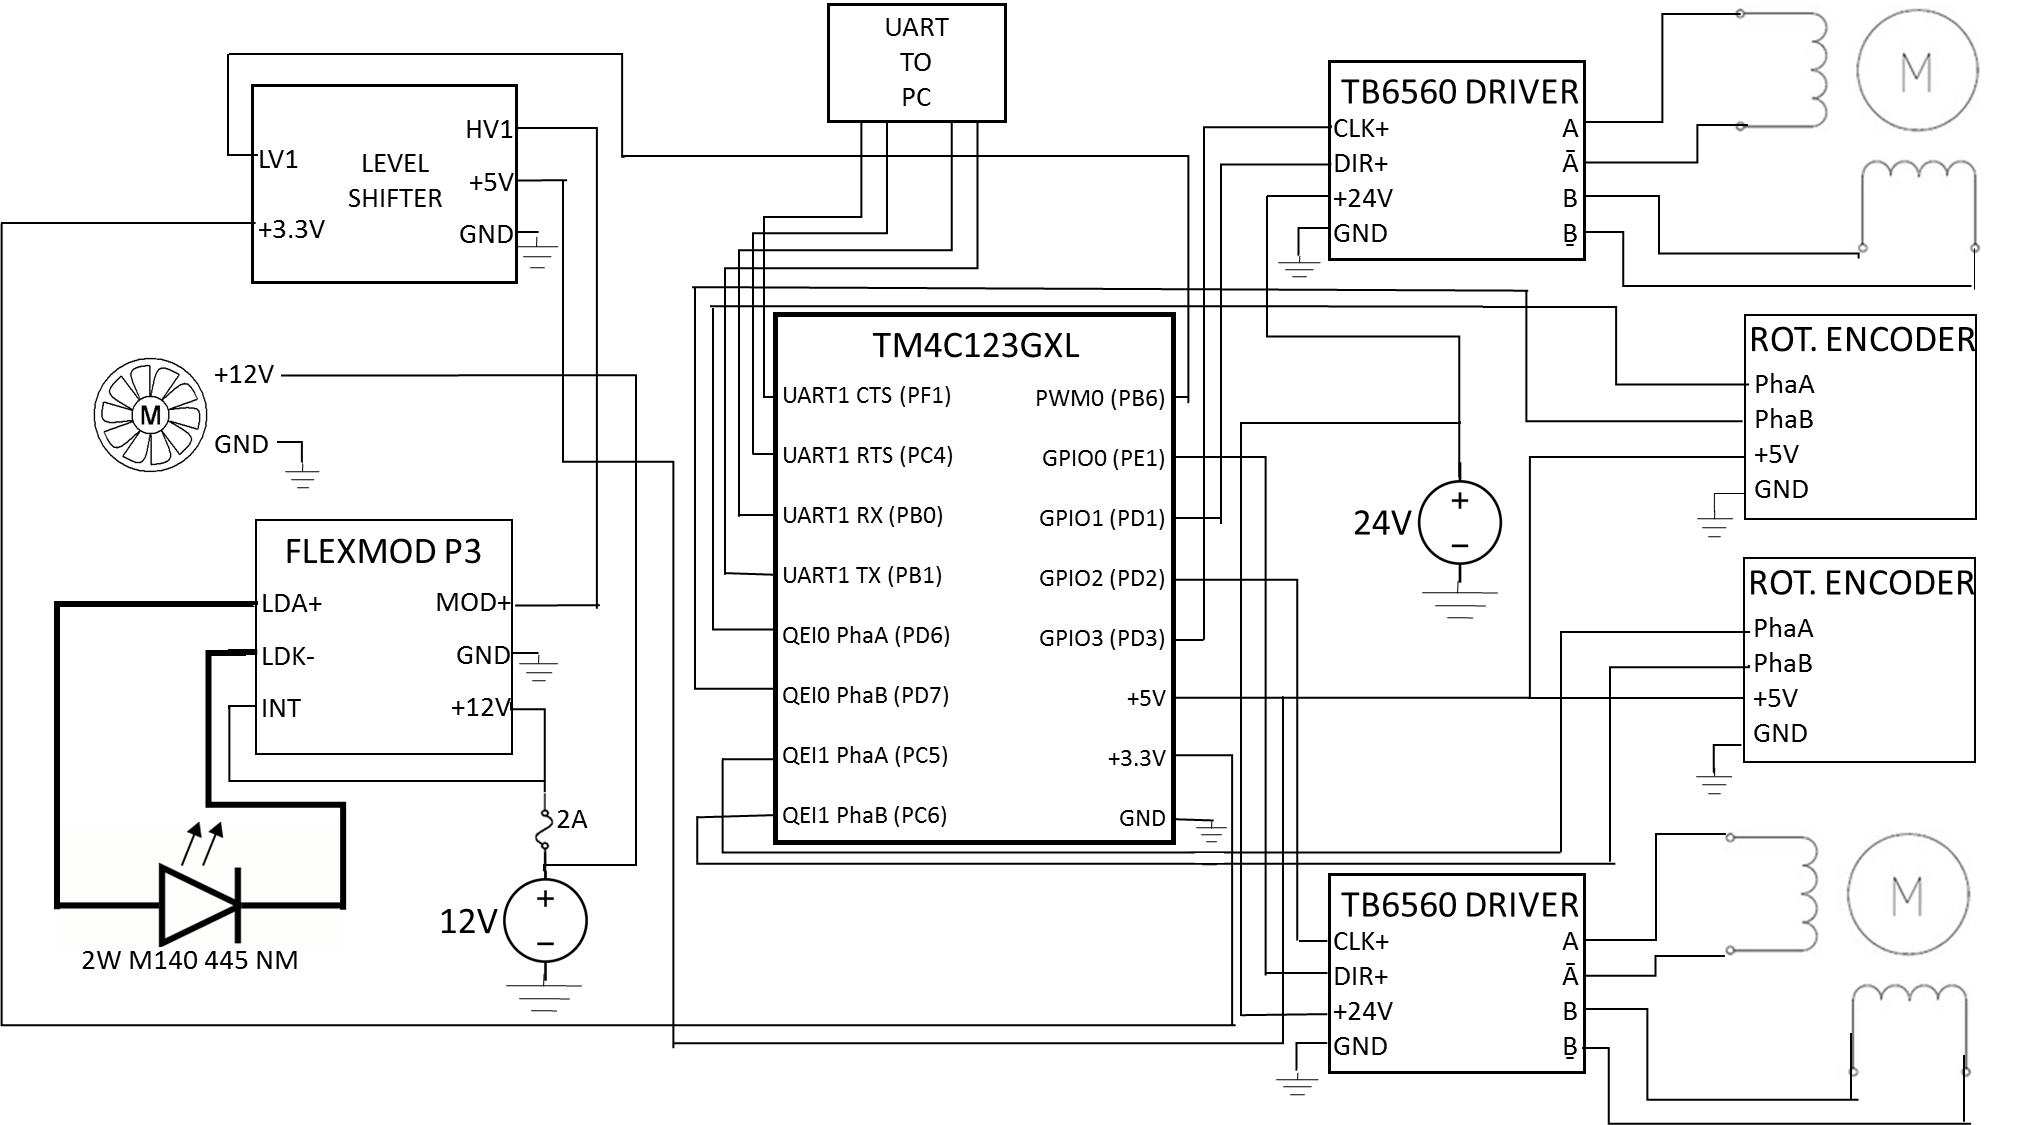 UART
TO
PC
LEVEL
SHIFTER
LV1
+3.3V
HV1
+5V
GND
TB6560 DRIVER
CLK+
DIR+
+24V
GND
A
Ā
B
B̲
M
+12V
GND
M
TM4C123GXL
UART1 CTS (PF1)
UART1 RTS (PC4)
UART1 RX (PB0)
UART1 TX (PB1)
QEI0 PhaA (PD6)
QEI0 PhaB (PD7)
QEI1 PhaA (PC5)
QEI1 PhaB (PC6)
PWM0 (PB6)
GPIO0 (PE1)
GPIO1 (PD1)
GPIO2 (PD2)
GPIO3 (PD3)
+5V
+3.3V
GND
24V
+
−
ROT. ENCODER
PhaA
PhaB
+5V
GND
ROT. ENCODER
PhaA
PhaB
+5V
GND
FLEXMOD P3
LDA+
LDK-
INT
MOD+
GND
+12V
2A
12V
+
−
2W M140 445 NM
TB6560 DRIVER
CLK+
DIR+
+24V
GND
A
Ā
B
B̲
M